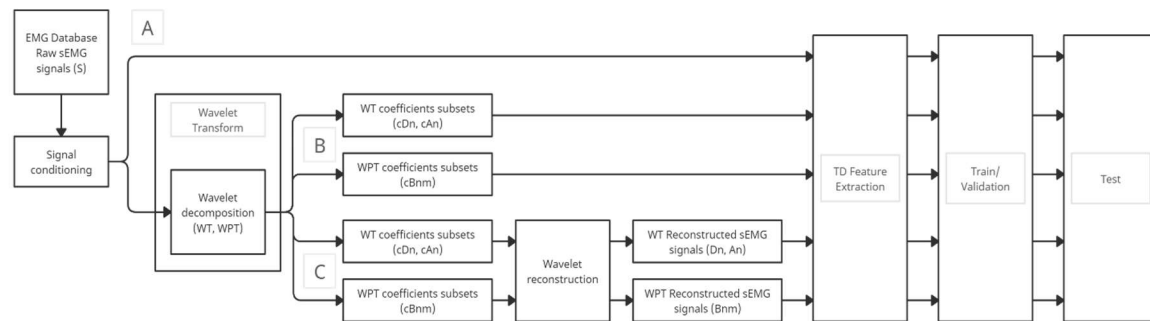 EMG Database
Raw sEMG
signals (S)
A
Signal
conditioning
Wavelet
Transform
Wavelet
decomposition
(WT, WPT)
B
WT coefficients subsets
(cDn, cAn)
WPT coefficients subsets
(cBnm)
C
WT coefficients subsets
(cDn, cAn)
WPT coefficients subsets
(cBnm)
Wavelet
reconstruction
WT Reconstructed sEMG
signals (Dn, An)
WPT Reconstructed sEMG
signals (Bnm)
TD Feature
Extraction
Train/
Validation
Test